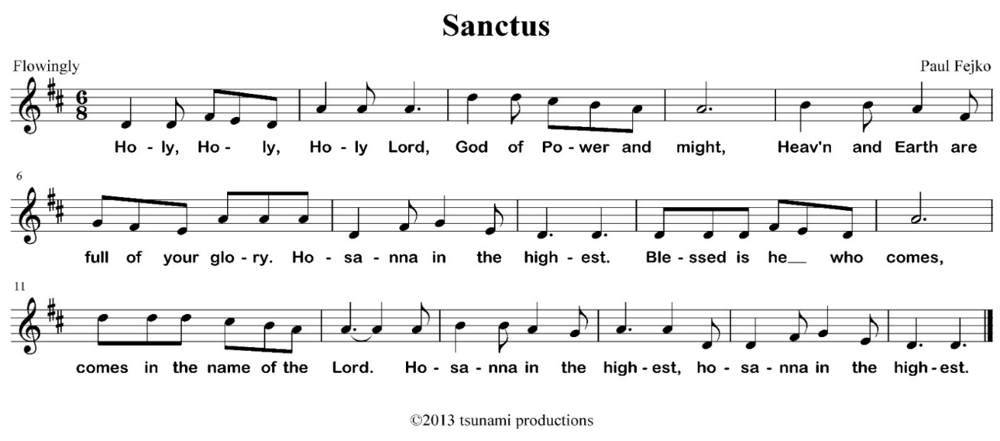 Sanctus
Flowingly Paul Fejko
6 8
Ho - ly, Ho - ly, Ho - ly Lord, God of Po - wer and might, Heav'n and Earth are
6
full of your glo - ry. Ho - sa - nna in the high - est. Ble - ssed is he__ who comes,
11
comes in the name of the Lord. Ho - sa - nna in the high - est, ho - sa - nna in the high - est.
©2013 tsunami productions